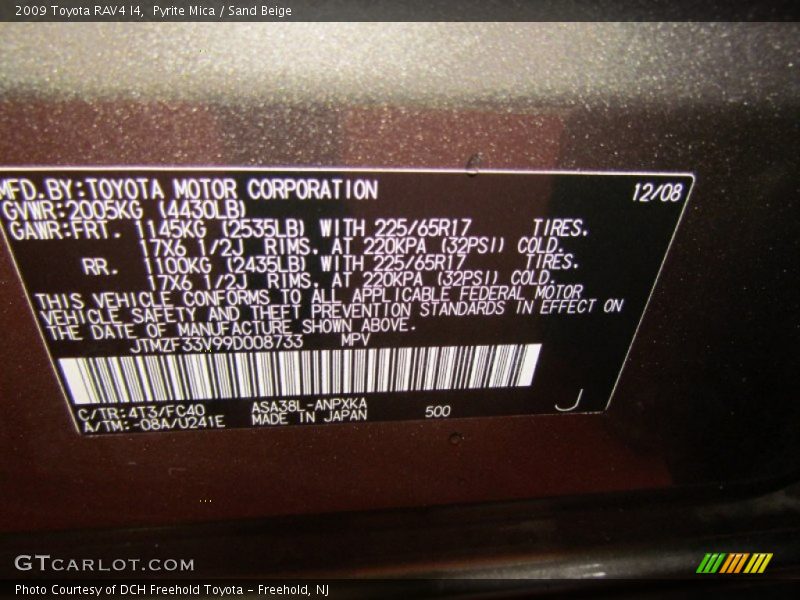 2009 Toyota RAV4 I4, Pyrite Mica / Sand Beige
MFD.BY:TOYOTA MOTOR CORPORATION 12/08
GVWR:2005KG (4430LB)
GAWR:FRT. 1145KG (2535LB) WITH 225/65R17 TIRES.
17X6 1/2J RIMS. AT 220KPA (32PSI) COLD.
RR. 1100KG (2435LB) WITH 225/65R17 TIRES.
17X6 1/2J RIMS. AT 220KPA (32PSI) COLD.
THIS VEHICLE CONFORMS TO ALL APPLICABLE FEDERAL MOTOR
VEHICLE SAFETY AND THEFT PREVENTION STANDARDS IN EFFECT ON
THE DATE OF MANUFACTURE SHOWN ABOVE.
JTMZF33V99D008733 MPV
C/TR:4T3/FC40 ASA38L-ANPXKA
A/TM:-08A/U241E MADE IN JAPAN 500 J
GTCARLOT.COM
Photo Courtesy of DCH Freehold Toyota - Freehold, NJ